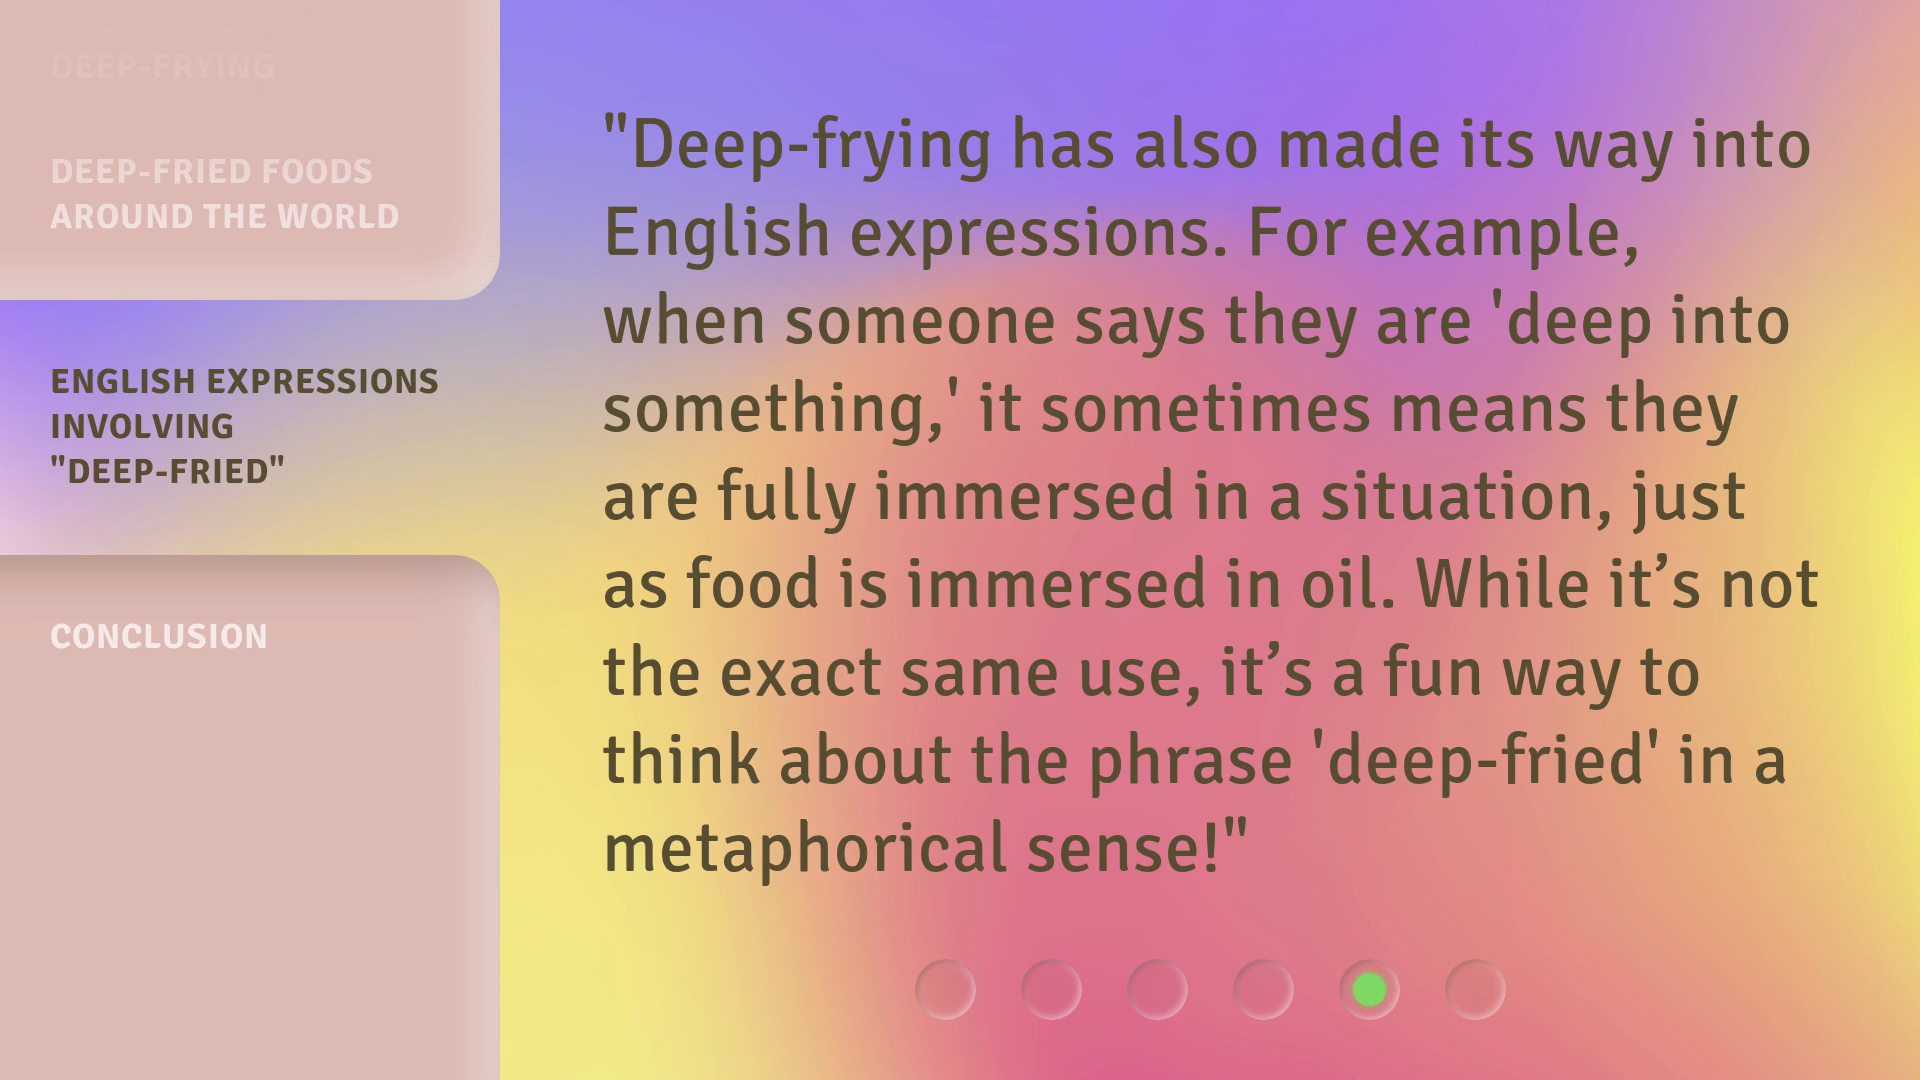 THE PROCESS OF
DEEP-FRYING
DEEP-FRIED FOODS
AROUND THE WORLD
ENGLISH EXPRESSIONS
INVOLVING
"DEEP-FRIED"
CONCLUSION
"Deep-frying has also made its way into
English expressions. For example,
when someone says they are 'deep into
something,' it sometimes means they
are fully immersed in a situation, just
as food is immersed in oil. While it’s not
the exact same use, it’s a fun way to
think about the phrase 'deep-fried' in a
metaphorical sense!"